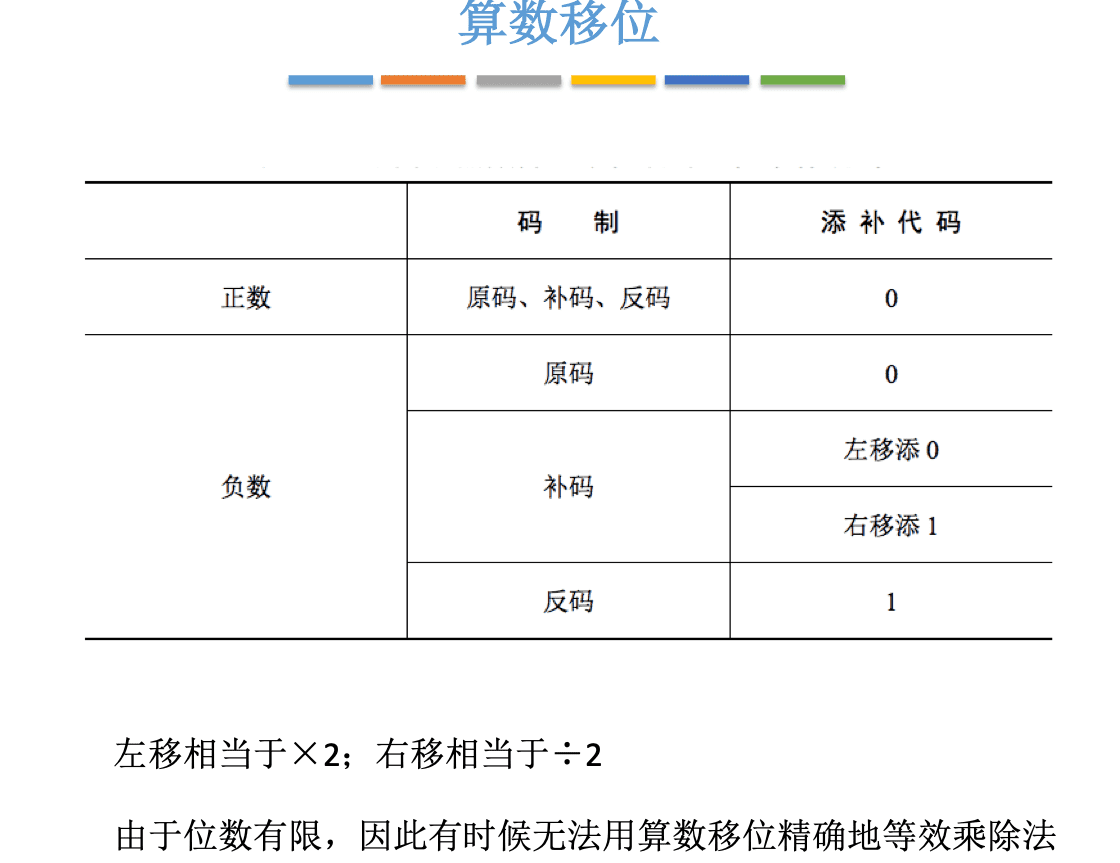 算数移位
码 制
添补代码
正数
原码、补码、反码
0
负数
原码
0
补码
左移添 0
右移添 1
反码
1
左移相当于×2；右移相当于÷2
由于位数有限，因此有时候无法用算数移位精确地等效乘除法